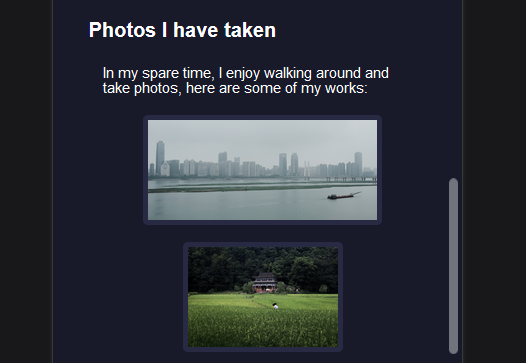 Photos I have taken
In my spare time, I enjoy walking around and
take photos, here are some of my works: